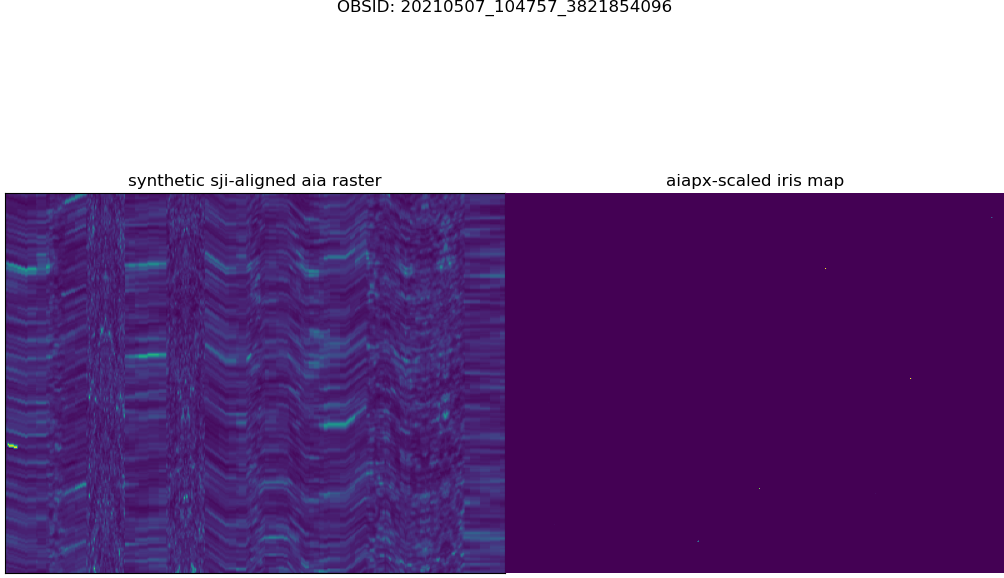 OBSID: 20210507_104757_3821854096
synthetic sji-aligned aia raster
aiapx-scaled iris map